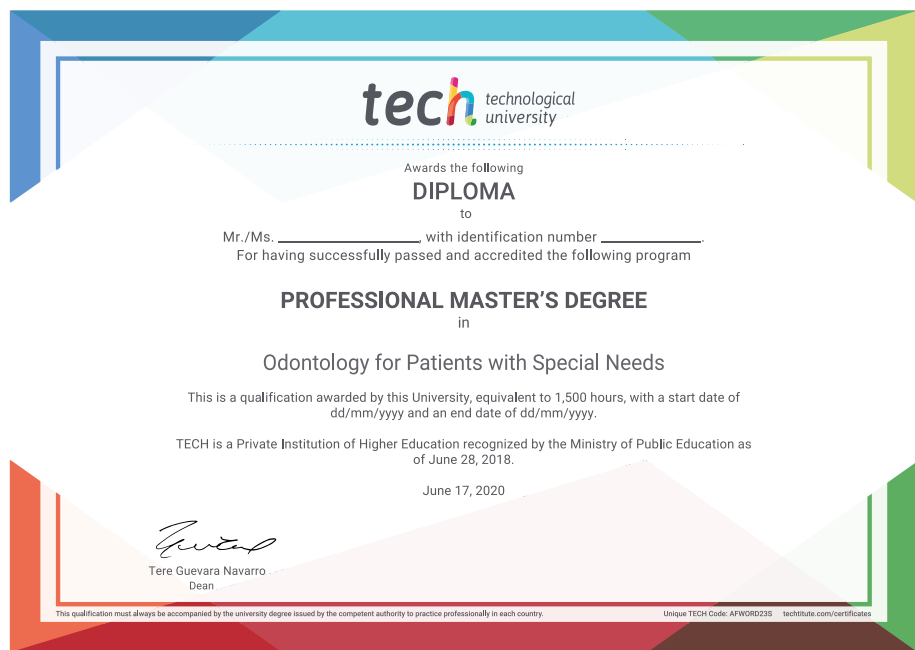 tech technological
university
Awards the following
DIPLOMA
to
Mr./Ms. ____________________, with identification number ______________.
For having successfully passed and accredited the following program
PROFESSIONAL MASTER'S DEGREE
in
Odontology for Patients with Special Needs
This is a qualification awarded by this University, equivalent to 1,500 hours, with a start date of
dd/mm/yyyy and an end date of dd/mm/yyyy.
TECH is a Private Institution of Higher Education recognized by the Ministry of Public Education as
of June 28, 2018.
June 17, 2020
Tere Guevara Navarro
Dean
This qualification must always be accompanied by the university degree issued by the competent authority to practice professionally in each country.
Unique TECH Code: AFWORD23S techtitute.com/certificates